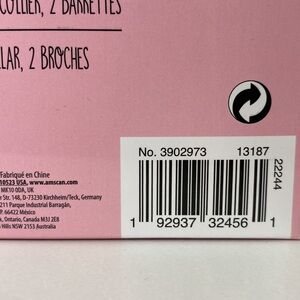 COLLIER, 2 BARRETTES
LAR, 2 BROCHES
Fabriqué en Chine
10523 USA, www.amscan.com
MK10 0DA, UK
r Str. 148, D-73230 Kirchheim/Teck, Germany
211 Parque Industrial Barragán,
P. 66422 México
, Ontario, Canada M3J 2E8
Hills NSW 2153 Australia
No. 3902973 13187
22244
1 92937 32456 1